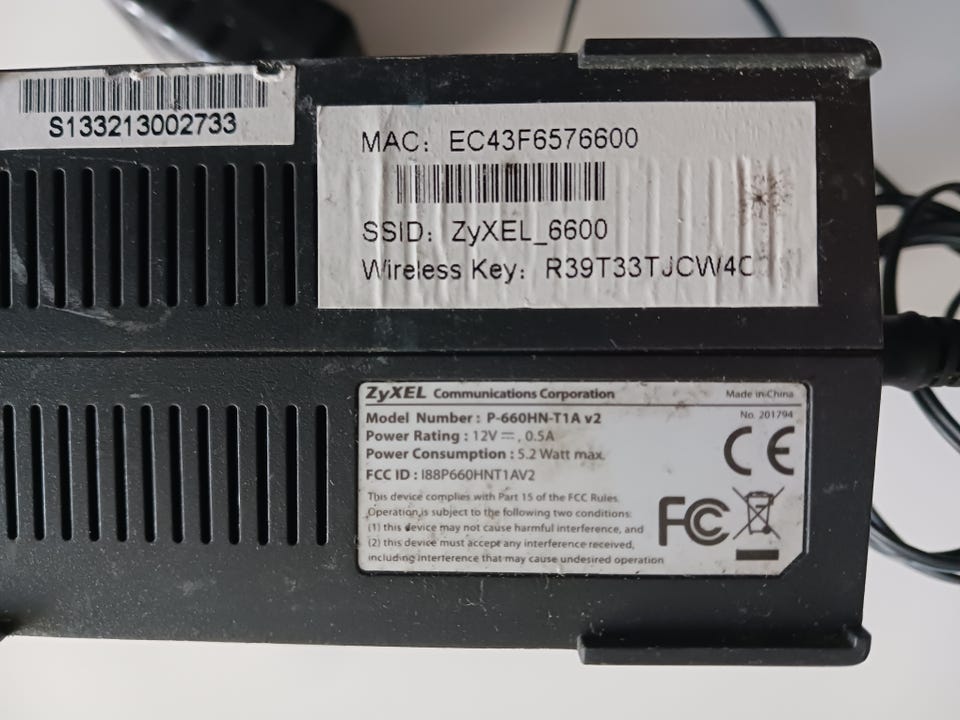 S133213002733
MAC: EC43F6576600
SSID: ZyXEL_6600
Wireless Key:
ZyXEL Communications Corporation
Made in China
Model Number : P-660HN-T1A v2
No. 201794
Power Rating : 12V⎓, 0.5A
Power Consumption : 5.2 Watt max.
FCC ID : I88P660HNT1AV2
This device complies with Part 15 of the FCC Rules.
Operation is subject to the following two conditions:
(1) this device may not cause harmful interference, and
(2) this device must accept any interference received,
including interference that may cause undesired operation
CE
FC